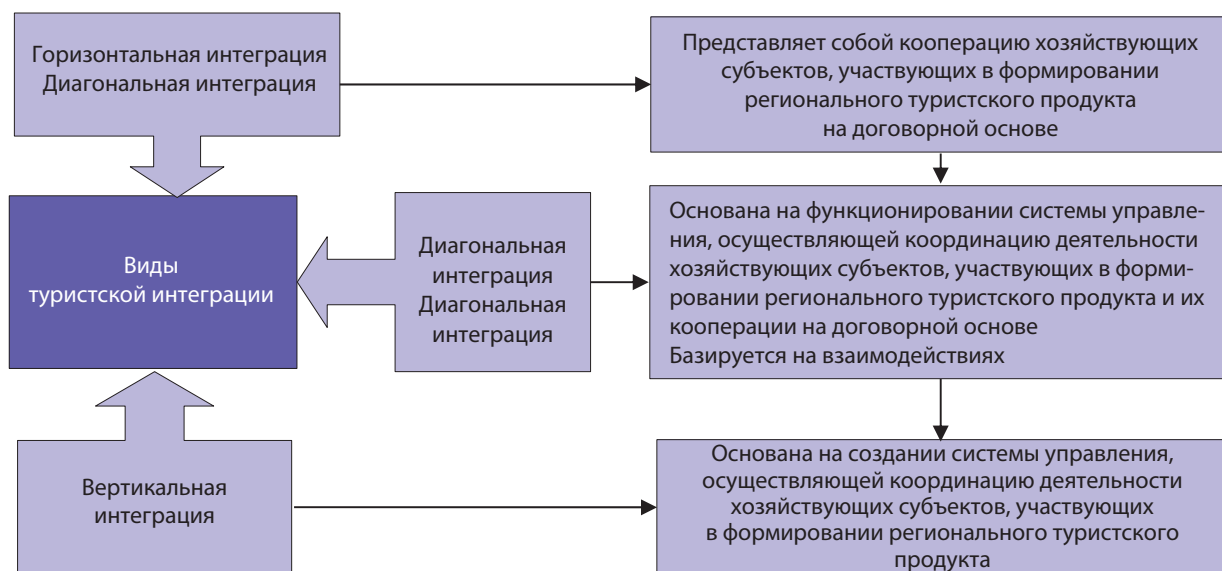 Горизонтальная интеграция
Диагональная интеграция
Представляет собой кооперацию хозяйствующих
субъектов, участвующих в формировании
регионального туристского продукта
на договорной основе
Виды
туристской интеграции
Диагональная
интеграция
Диагональная
интеграция
Основана на функционировании системы управле-
ния, осуществляющей координацию деятельности
хозяйствующих субъектов, участвующих в форми-
ровании регионального туристского продукта и их
кооперации на договорной основе
Базируется на взаимодействиях
Вертикальная
интеграция
Основана на создании системы управления,
осуществляющей координацию деятельности
хозяйствующих субъектов, участвующих
в формировании регионального туристского
продукта